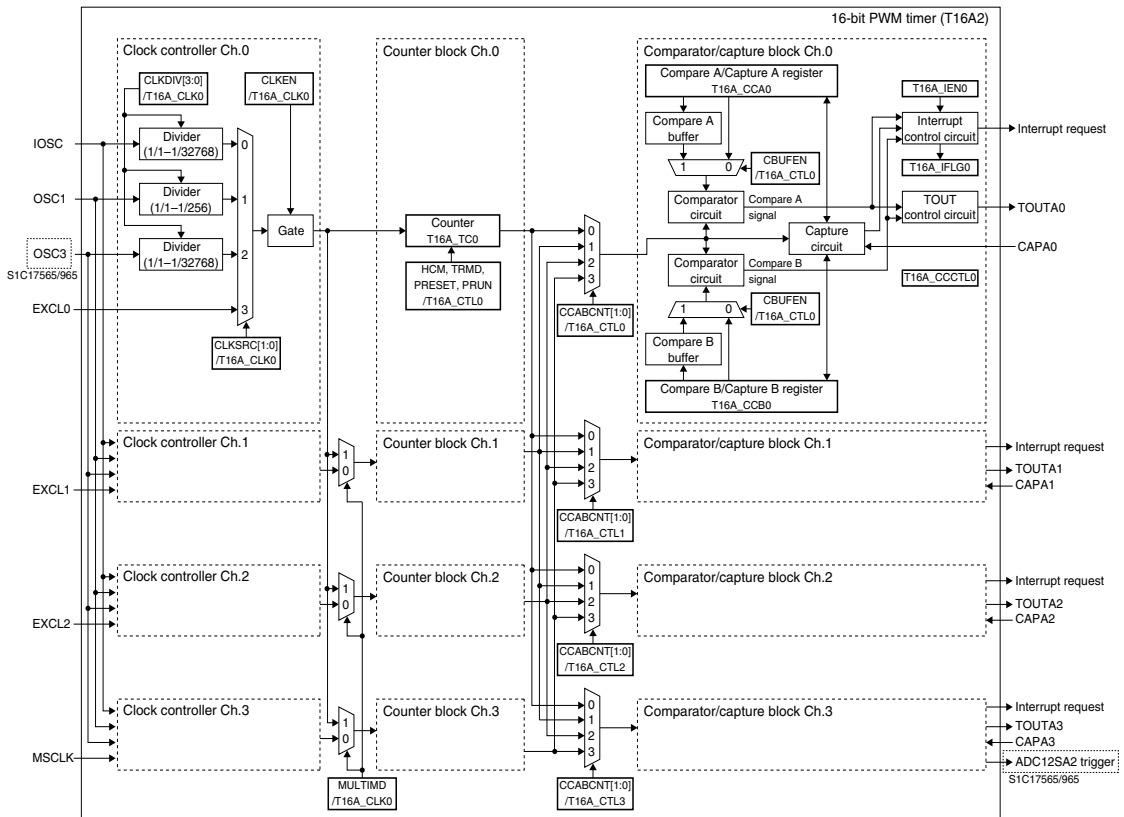 16-bit PWM timer (T16A2)
Clock controller Ch.0
CLKDIV[3:0]
/T16A_CLK0
CLKEN
/T16A_CLK0
IOSC
Divider
(1/1–1/32768)
0
OSC1
Divider
(1/1–1/256)
1
OSC3
S1C17565/965
Divider
(1/1–1/32768)
2
EXCL0
3
Gate
CLKSRC[1:0]
/T16A_CLK0
Counter block Ch.0
Counter
T16A_TC0
HCM, TRMD,
PRESET, PRUN
/T16A_CTL0
0
1
2
3
CCABCNT[1:0]
/T16A_CTL0
Comparator/capture block Ch.0
Compare A/Capture A register
T16A_CCA0
Compare A
buffer
1 0
CBUFEN
/T16A_CTL0
Comparator
circuit
Compare A
signal
Capture
circuit
Comparator
circuit
Compare B
signal
1 0
CBUFEN
/T16A_CTL0
Compare B
buffer
Compare B/Capture B register
T16A_CCB0
T16A_IEN0
Interrupt
control circuit
T16A_IFLG0
TOUT
control circuit
T16A_CCCTL0
Interrupt request
TOUTA0
CAPA0
Clock controller Ch.1
EXCL1
1
0
Counter block Ch.1
0
1
2
3
CCABCNT[1:0]
/T16A_CTL1
Comparator/capture block Ch.1
Interrupt request
TOUTA1
CAPA1
Clock controller Ch.2
EXCL2
1
0
Counter block Ch.2
0
1
2
3
CCABCNT[1:0]
/T16A_CTL2
Comparator/capture block Ch.2
Interrupt request
TOUTA2
CAPA2
Clock controller Ch.3
MSCLK
1
0
MULTIMD
/T16A_CLK0
Counter block Ch.3
0
1
2
3
CCABCNT[1:0]
/T16A_CTL3
Comparator/capture block Ch.3
Interrupt request
TOUTA3
CAPA3
ADC12SA2 trigger
S1C17565/965